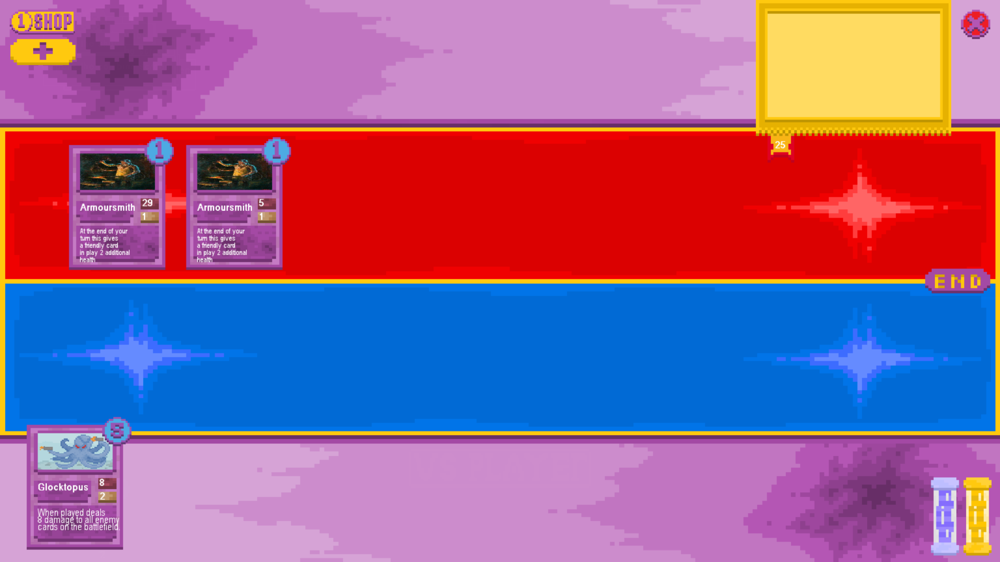 1 SHOP
+
25
1
Armoursmith
29
1
At the end of your
turn this gives
a friendly card
in play 2 additional
health
1
Armoursmith
5
1
At the end of your
turn this gives
a friendly card
in play 2 additional
health
END
8
Glocktopus
8
2
When played deals
8 damage to all enemy
cards on the battlefield.